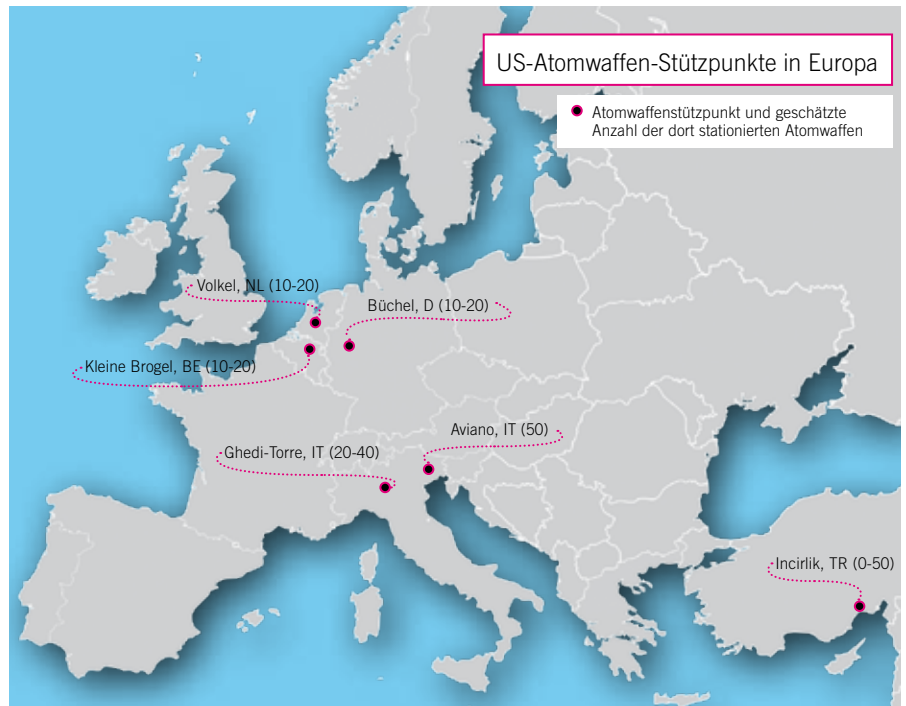 US-Atomwaffen-Stützpunkte in Europa
Atomwaffenstützpunkt und geschätzte
Anzahl der dort stationierten Atomwaffen
Volkel, NL (10-20)
Büchel, D (10-20)
Kleine Brogel, BE (10-20)
Aviano, IT (50)
Ghedi-Torre, IT (20-40)
Incirlik, TR (0-50)